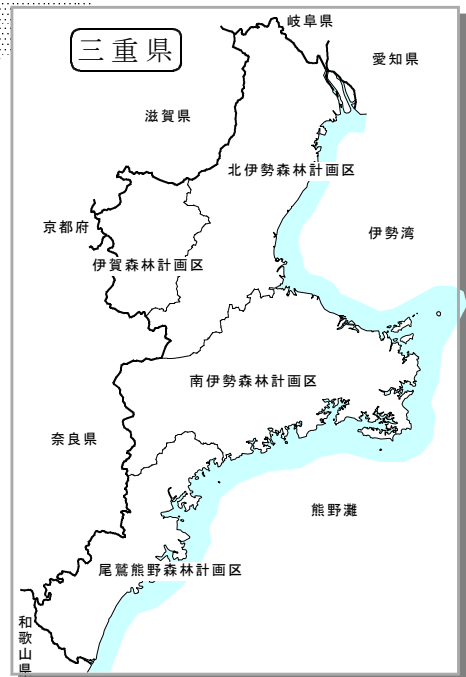 岐阜県
三重県
愛知県
滋賀県
北伊勢森林計画区
京都府
伊勢湾
伊賀森林計画区
南伊勢森林計画区
奈良県
熊野灘
尾鷲熊野森林計画区
和歌山県